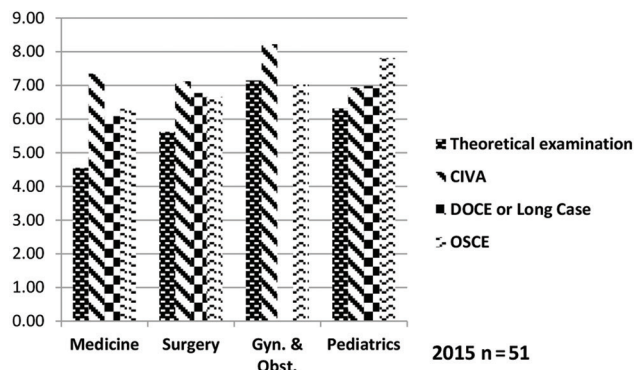 9.00
8.00
7.00
6.00
5.00
4.00
3.00
2.00
1.00
0.00
Medicine Surgery Gyn. & Pediatrics
Obst.
Theoretical examination
CIVA
DOCE or Long Case
OSCE
2015 n = 51